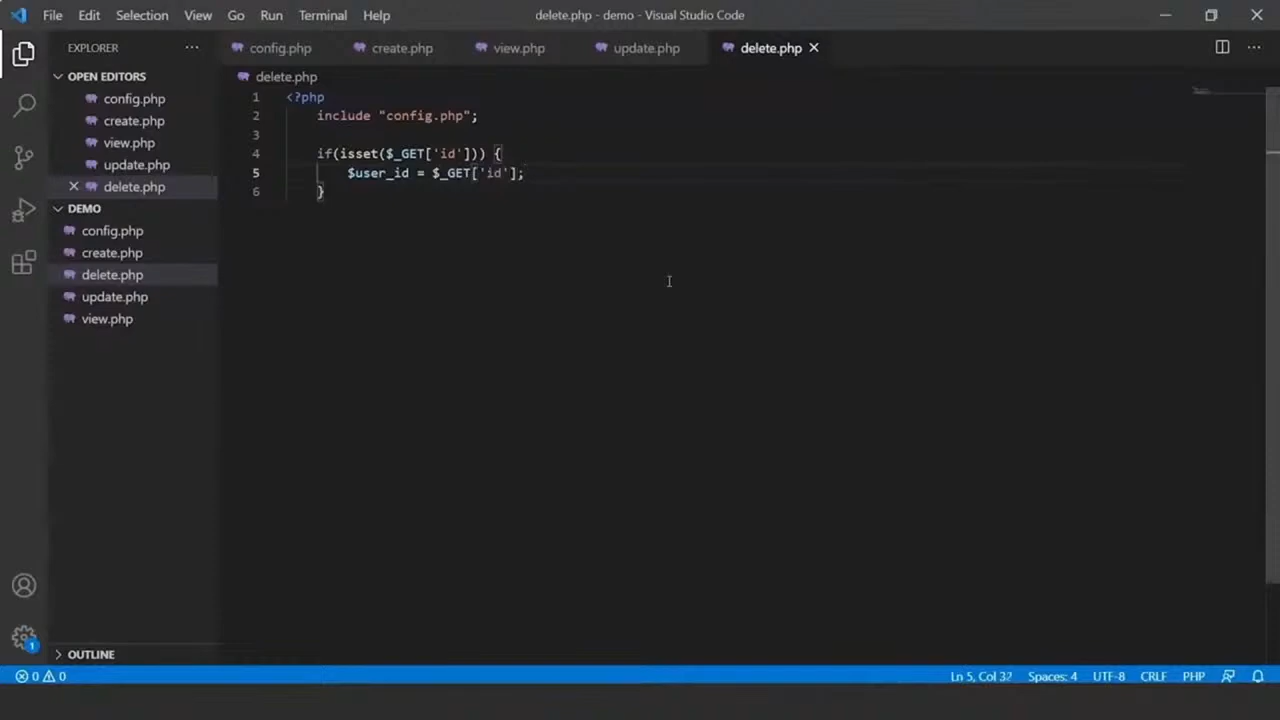 File Edit Selection View Go Run Terminal Help delete.php - demo - Visual Studio Code
EXPLORER ...
config.php create.php view.php update.php delete.php
OPEN EDITORS
config.php
create.php
view.php
update.php
delete.php
DEMO
config.php
create.php
delete.php
update.php
view.php
OUTLINE
delete.php
1 <?php
2 include "config.php";
3
4 if(isset($_GET['id'])) {
5 $user_id = $_GET['id'];
6 }
1
0 0 Ln 5, Col 32 Spaces: 4 UTF-8 CRLF PHP